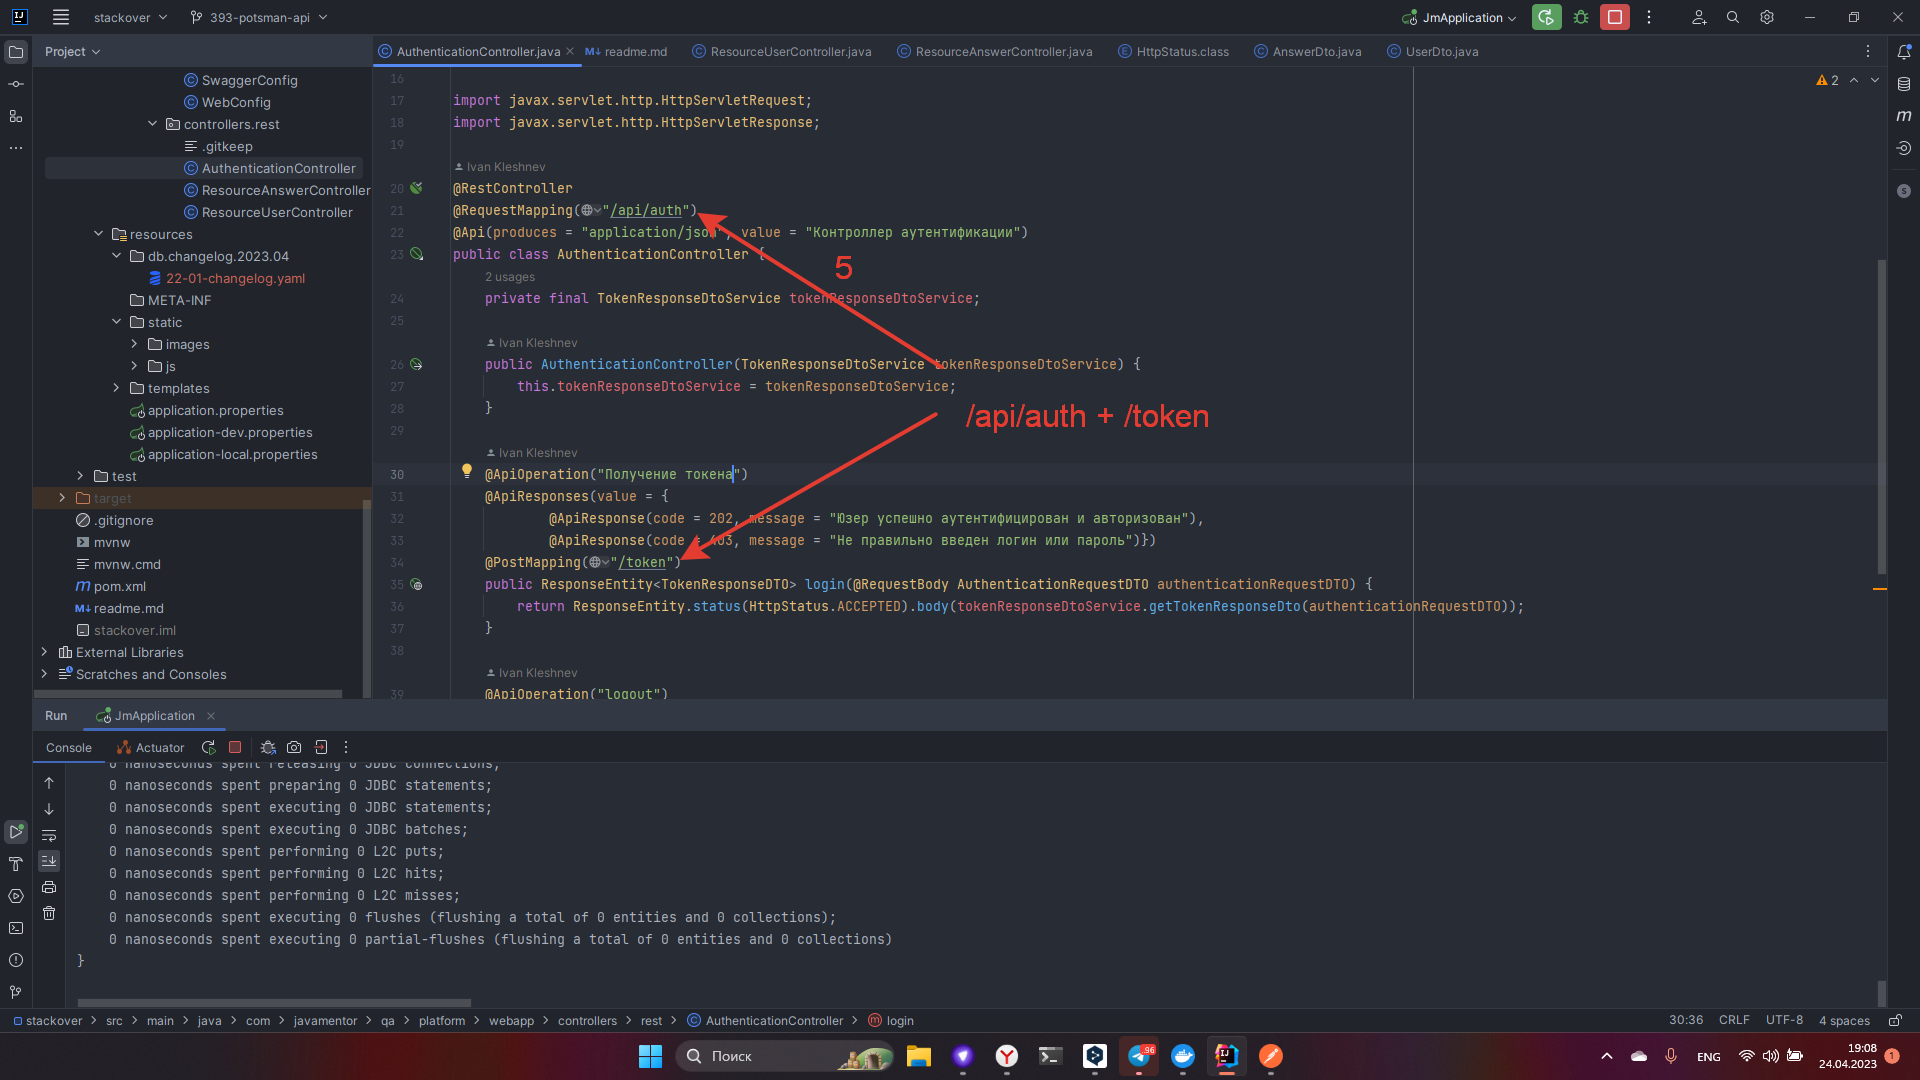 stackover
393-potsman-api
JmApplication
Project
AuthenticationController.java
readme.md
ResourceUserController.java
ResourceAnswerController.java
HttpStatus.class
AnswerDto.java
UserDto.java
SwaggerConfig
WebConfig
controllers.rest
.gitkeep
AuthenticationController
ResourceAnswerController
ResourceUserController
resources
db.changelog.2023.04
22-01-changelog.yaml
META-INF
static
images
js
templates
application.properties
application-dev.properties
application-local.properties
test
target
.gitignore
mvnw
mvnw.cmd
pom.xml
readme.md
stackover.iml
External Libraries
Scratches and Consoles
2
16
17 import javax.servlet.http.HttpServletRequest;
18 import javax.servlet.http.HttpServletResponse;
19
Ivan Kleshnev
20 @RestController
21 @RequestMapping("/api/auth")
22 @Api(produces = "application/json", value = "Контроллер аутентификации")
23 public class AuthenticationController {
2 usages
24 private final TokenResponseDtoService tokenResponseDtoService;
25
Ivan Kleshnev
26 public AuthenticationController(TokenResponseDtoService tokenResponseDtoService) {
27 this.tokenResponseDtoService = tokenResponseDtoService;
28 }
29
Ivan Kleshnev
30 @ApiOperation("Получение токена")
31 @ApiResponses(value = {
32 @ApiResponse(code = 202, message = "Юзер успешно аутентифицирован и авторизован"),
33 @ApiResponse(code = 403, message = "Не правильно введен логин или пароль")})
34 @PostMapping("/token")
35 public ResponseEntity<TokenResponseDTO> login(@RequestBody AuthenticationRequestDTO authenticationRequestDTO) {
36 return ResponseEntity.status(HttpStatus.ACCEPTED).body(tokenResponseDtoService.getTokenResponseDto(authenticationRequestDTO));
37 }
38
Ivan Kleshnev
39 @ApiOperation("logout")
5
/api/auth + /token
Run
JmApplication
Console
Actuator
0 nanoseconds spent releasing 0 JDBC connections;
0 nanoseconds spent preparing 0 JDBC statements;
0 nanoseconds spent executing 0 JDBC statements;
0 nanoseconds spent executing 0 JDBC batches;
0 nanoseconds spent performing 0 L2C puts;
0 nanoseconds spent performing 0 L2C hits;
0 nanoseconds spent performing 0 L2C misses;
0 nanoseconds spent executing 0 flushes (flushing a total of 0 entities and 0 collections);
0 nanoseconds spent executing 0 partial-flushes (flushing a total of 0 entities and 0 collections)
}
stackover > src > main > java > com > javamentor > qa > platform > webapp > controllers > rest > AuthenticationController > login
30:36 CRLF UTF-8 4 spaces
Поиск
96
ENG
19:08
24.04.2023
1